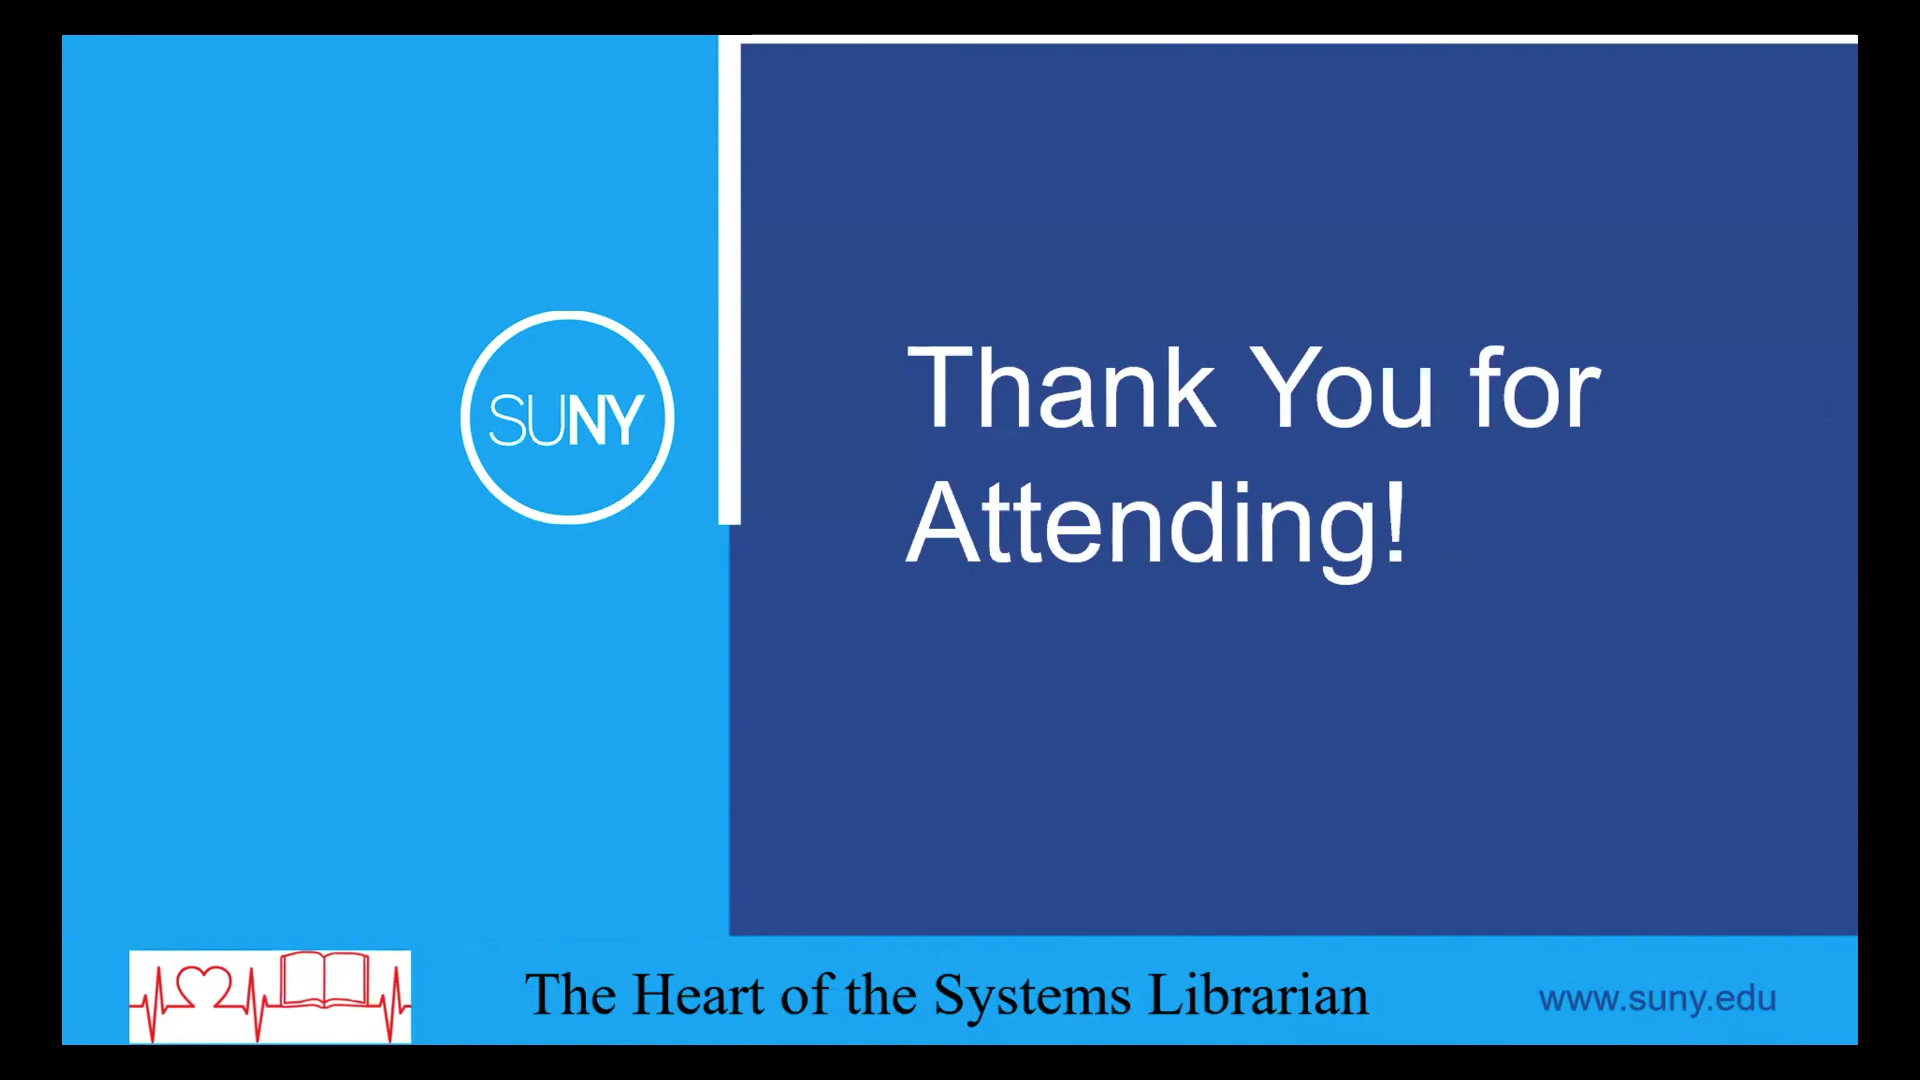 SUNY
Thank You for
Attending!
The Heart of the Systems Librarian
www.suny.edu